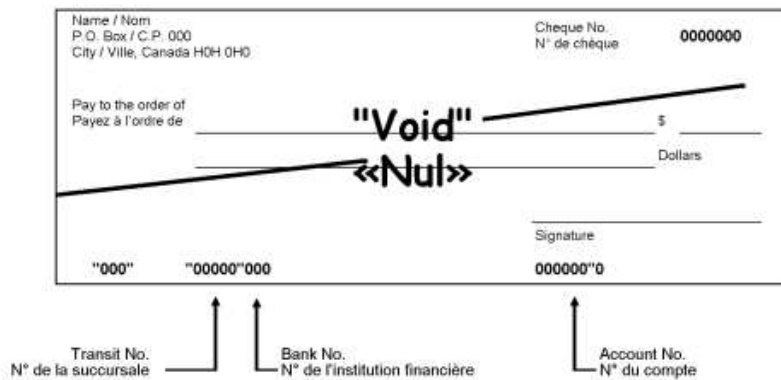 Name / Nom
P.O. Box / C.P. 000
City / Ville, Canada H0H 0H0
Cheque No.
N° de chèque
0000000
Pay to the order of
Payez à l'ordre de
$
"Void"
«Nul»
Dollars
Signature
"000" "00000"000 000000"0
Transit No.
N° de la succursale
Bank No.
N° de l'institution financière
Account No.
N° du compte